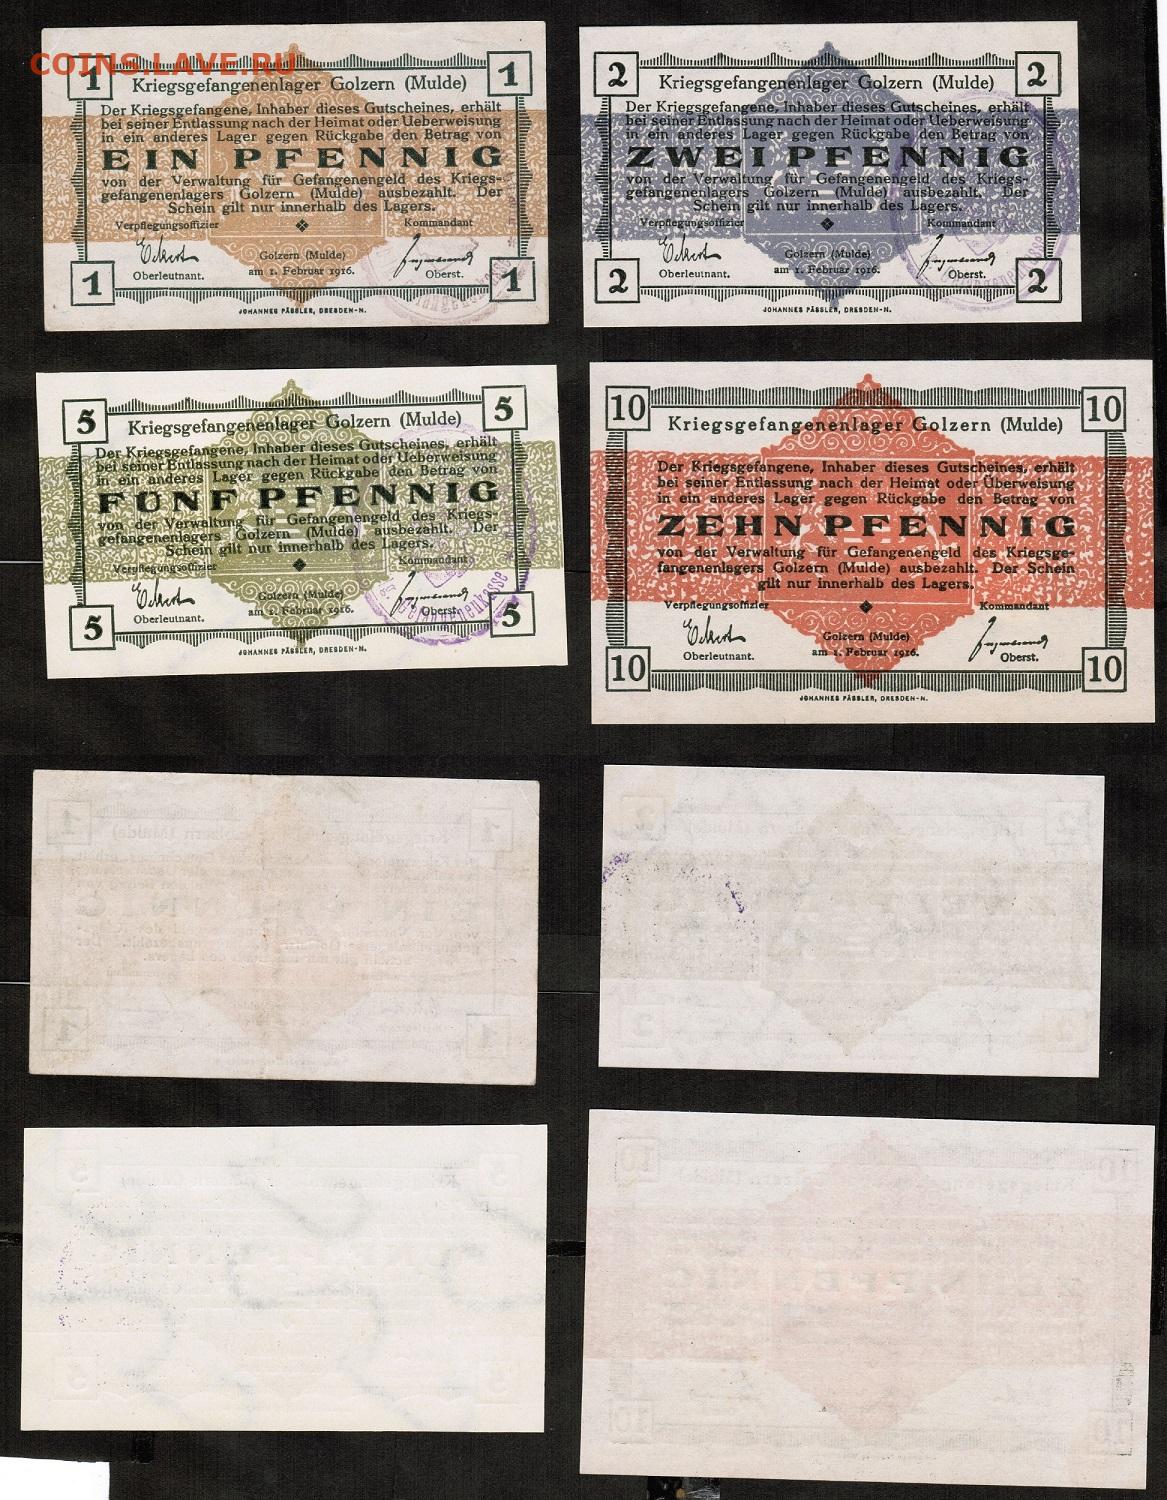 COINS.LAVE.RU
1 1
Kriegsgefangenenlager Golzern (Mulde)
Der Kriegsgefangene, Inhaber dieses Gutscheines, erhält
bei seiner Entlassung nach der Heimat oder Ueberweisung
in ein anderes Lager gegen Rückgabe den Betrag von
EIN PFENNIG
von der Verwaltung für Gefangenengeld des Kriegs-
gefangenenlagers Golzern (Mulde) ausbezahlt. Der
Schein gilt nur innerhalb des Lagers.
Verpflegungsoffizier Kommandant
Eckert
Golzern (Mulde)
am 1. Februar 1916.
Oberleutnant. Oberst.
1 1
JOHANNES PÄSSLER, DRESDEN-N.
2 2
Kriegsgefangenenlager Golzern (Mulde)
Der Kriegsgefangene, Inhaber dieses Gutscheines, erhält
bei seiner Entlassung nach der Heimat oder Ueberweisung
in ein anderes Lager gegen Rückgabe den Betrag von
ZWEI PFENNIG
von der Verwaltung für Gefangenengeld des Kriegs-
gefangenenlagers Golzern (Mulde) ausbezahlt. Der
Schein gilt nur innerhalb des Lagers.
Verpflegungsoffizier Kommandant
Eckert
Golzern (Mulde)
am 1. Februar 1916.
Oberleutnant. Oberst.
2 2
JOHANNES PÄSSLER, DRESDEN-N.
5 5
Kriegsgefangenenlager Golzern (Mulde)
Der Kriegsgefangene, Inhaber dieses Gutscheines, erhält
bei seiner Entlassung nach der Heimat oder Ueberweisung
in ein anderes Lager gegen Rückgabe den Betrag von
FÜNF PFENNIG
von der Verwaltung für Gefangenengeld des Kriegs-
gefangenenlagers Golzern (Mulde) ausbezahlt. Der
Schein gilt nur innerhalb des Lagers.
Verpflegungsoffizier Kommandant
Eckert
Golzern (Mulde)
am 1. Februar 1916.
Oberleutnant. Oberst.
Gefangenenkasse
5 5
JOHANNES PÄSSLER, DRESDEN-N.
10 10
Kriegsgefangenenlager Golzern (Mulde)
Der Kriegsgefangene, Inhaber dieses Gutscheines, erhält
bei seiner Entlassung nach der Heimat oder Überweisung
in ein anderes Lager gegen Rückgabe den Betrag von
ZEHN PFENNIG
von der Verwaltung für Gefangenengeld des Kriegsge-
fangenenlagers Golzern (Mulde) ausbezahlt. Der Schein
gilt nur innerhalb des Lagers.
Verpflegungsoffizier Kommandant
Eckert
Golzern (Mulde)
am 1. Februar 1916.
Oberleutnant. Oberst.
10 10
JOHANNES PÄSSLER, DRESDEN-N.